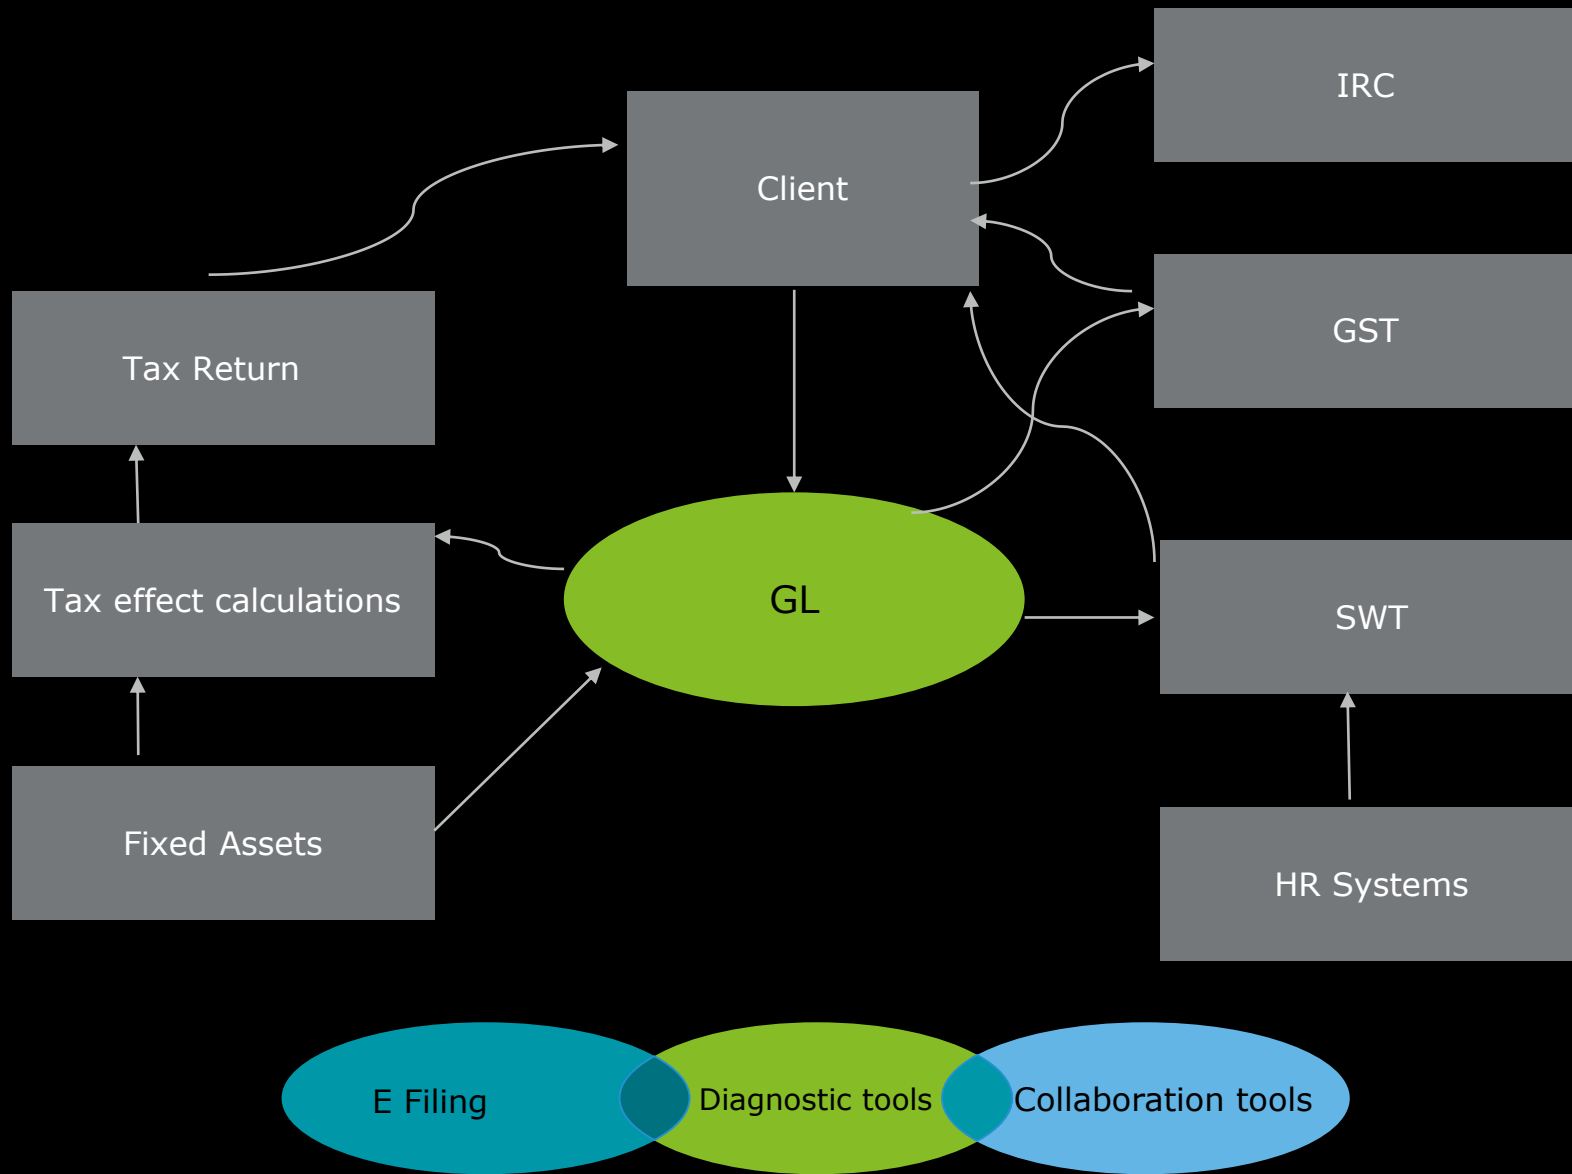 IRC
Client
GST
Tax Return
Tax effect calculations
GL
SWT
Fixed Assets
HR Systems
E Filing
Diagnostic tools
Collaboration tools